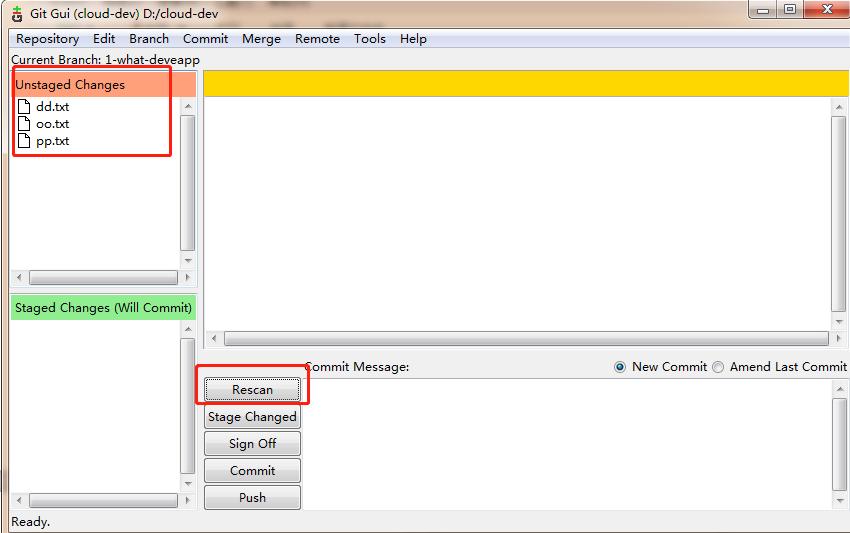 Git Gui (cloud-dev) D:/cloud-dev
Repository Edit Branch Commit Merge Remote Tools Help
Current Branch: 1-what-deveapp
Unstaged Changes
dd.txt
oo.txt
pp.txt
Staged Changes (Will Commit)
Commit Message:
New Commit
Amend Last Commit
Rescan
Stage Changed
Sign Off
Commit
Push
Ready.